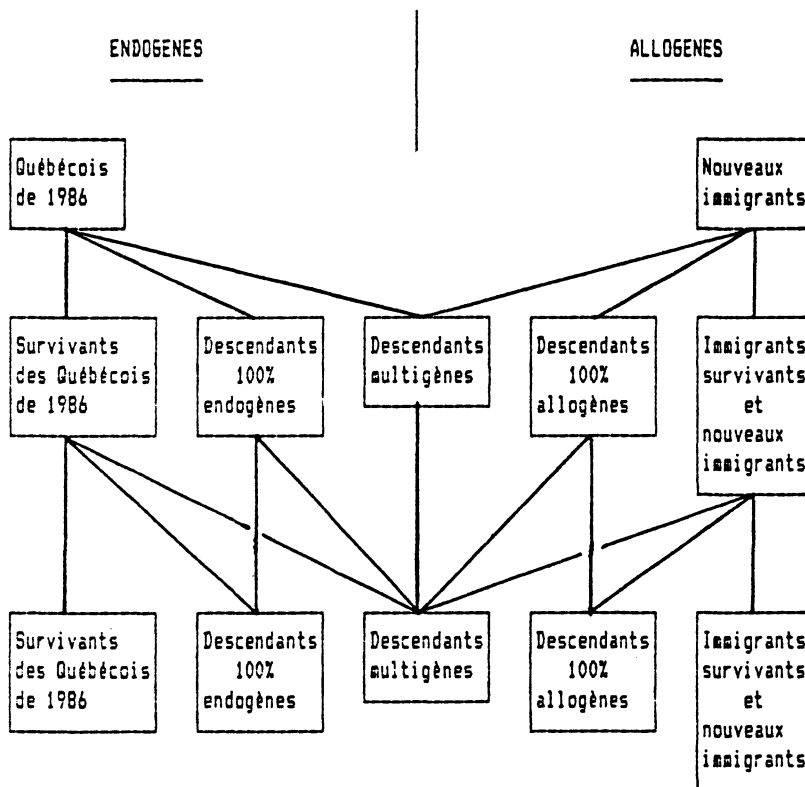 ENDOGENES
ALLOGENES
Québécois
de 1986
Nouveaux
immigrants
Survivants
des Québécois
de 1986
Descendants
100%
endogènes
Descendants
multigènes
Descendants
100%
allogènes
Immigrants
survivants
et
nouveaux
immigrants
Survivants
des Québécois
de 1986
Descendants
100%
endogènes
Descendants
multigènes
Descendants
100%
allogènes
Immigrants
survivants
et
nouveaux
immigrants